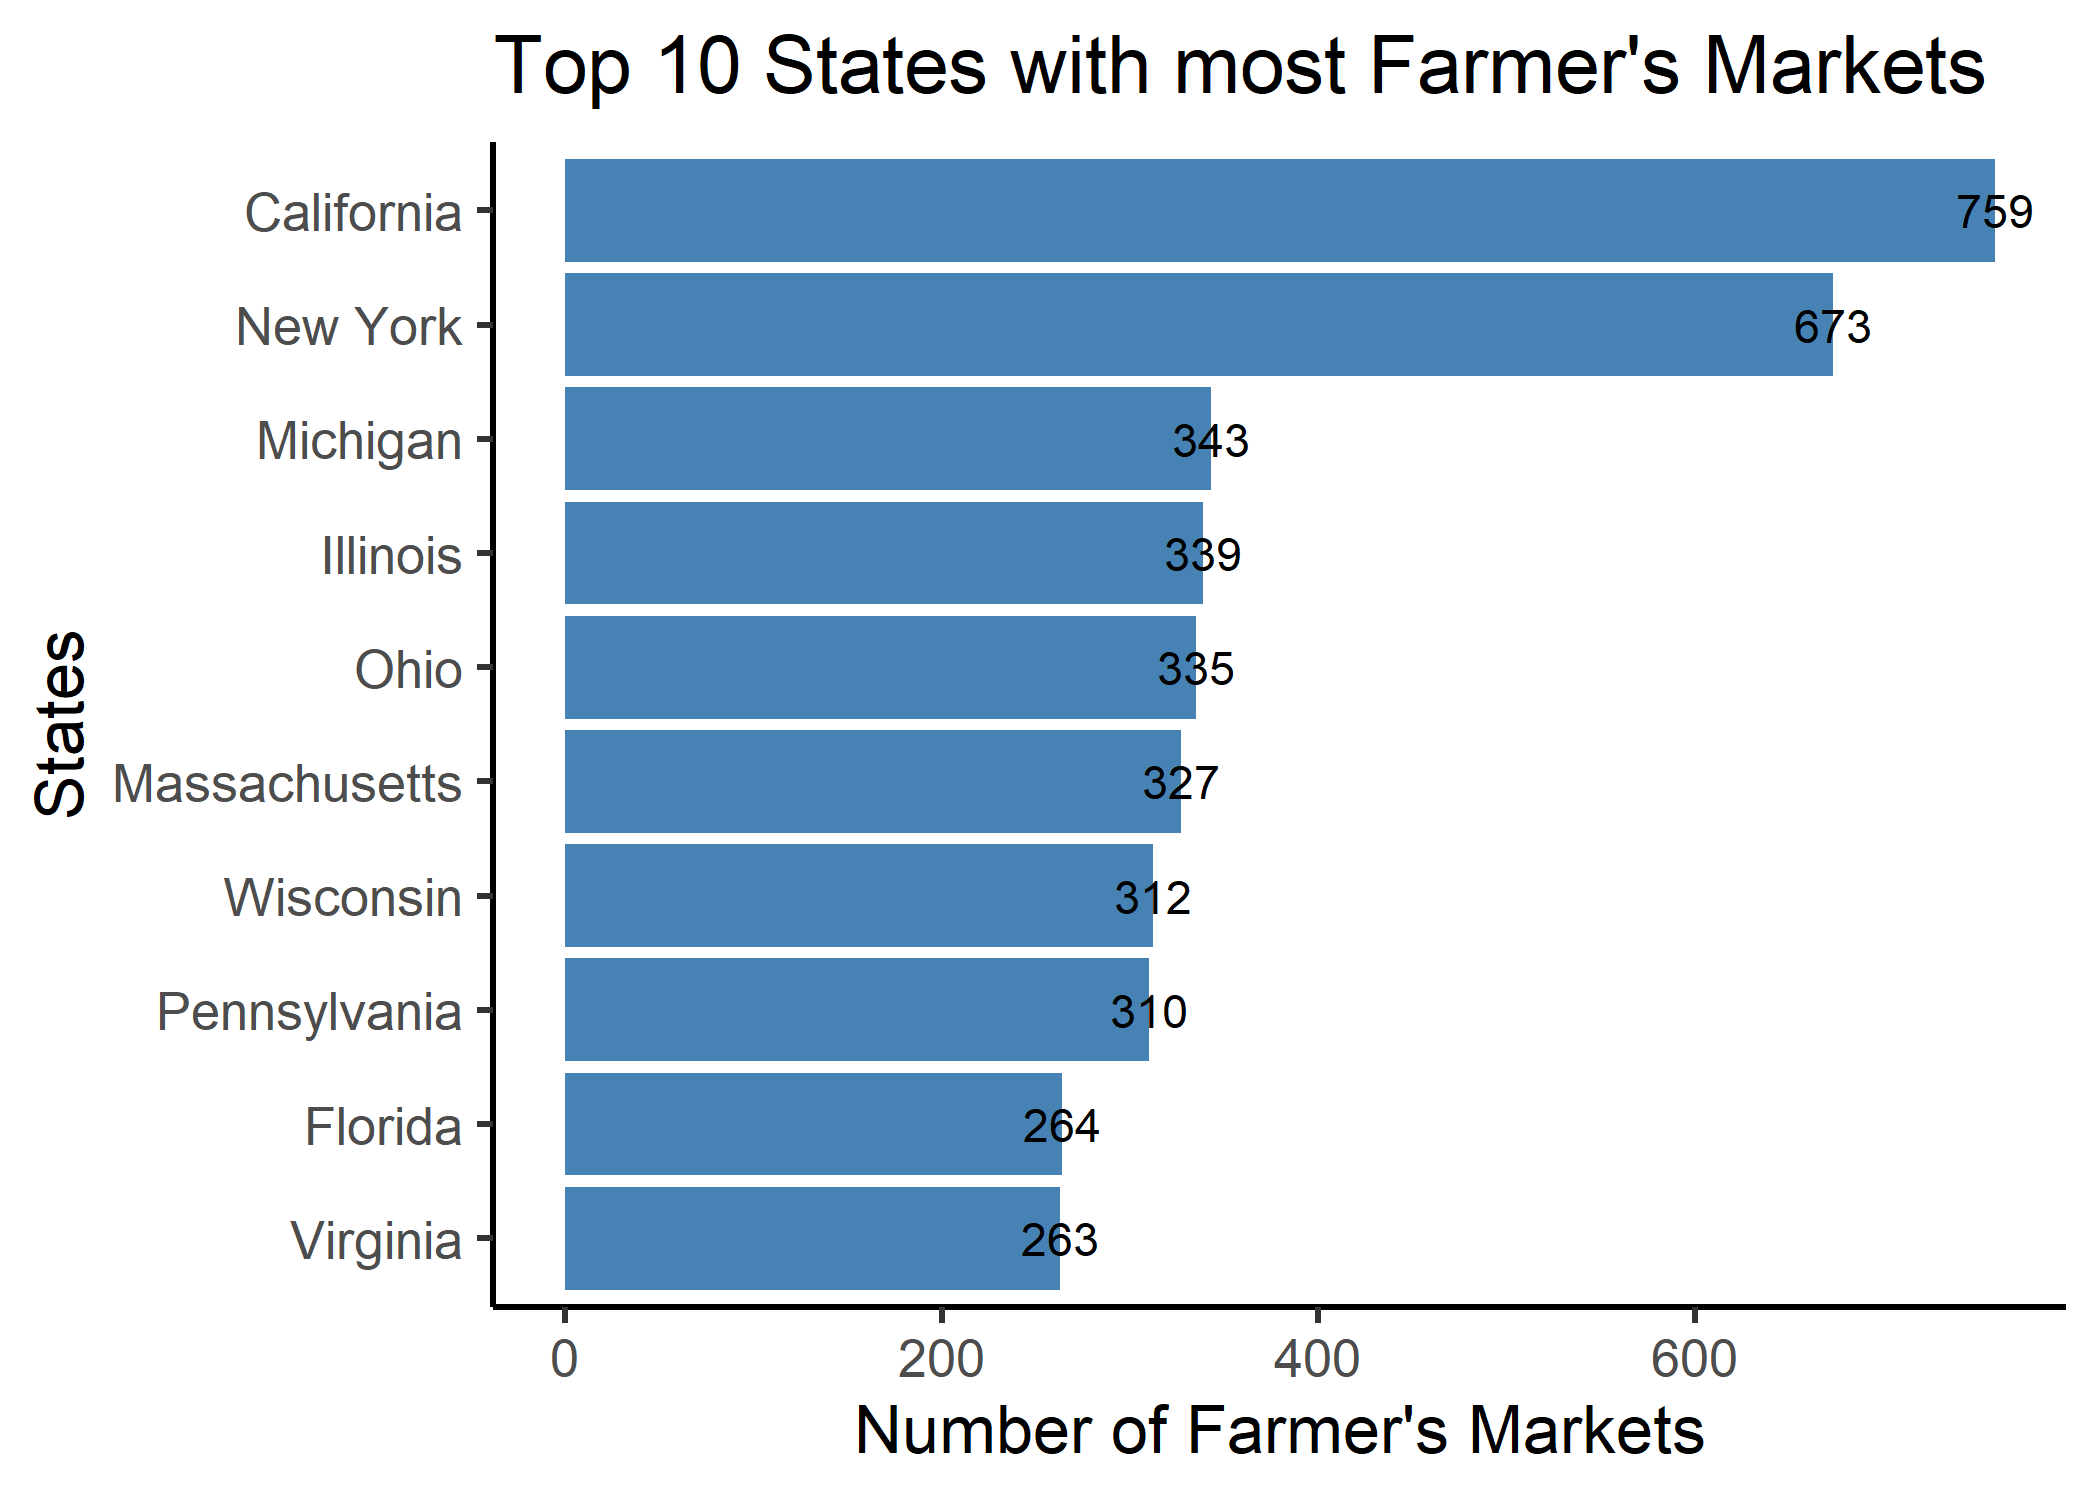 Top 10 States with most Farmer's Markets
California 759
New York 673
Michigan 343
Illinois 339
Ohio 335
States
Massachusetts 327
Wisconsin 312
Pennsylvania 310
Florida 264
Virginia 263
0 200 400 600
Number of Farmer's Markets